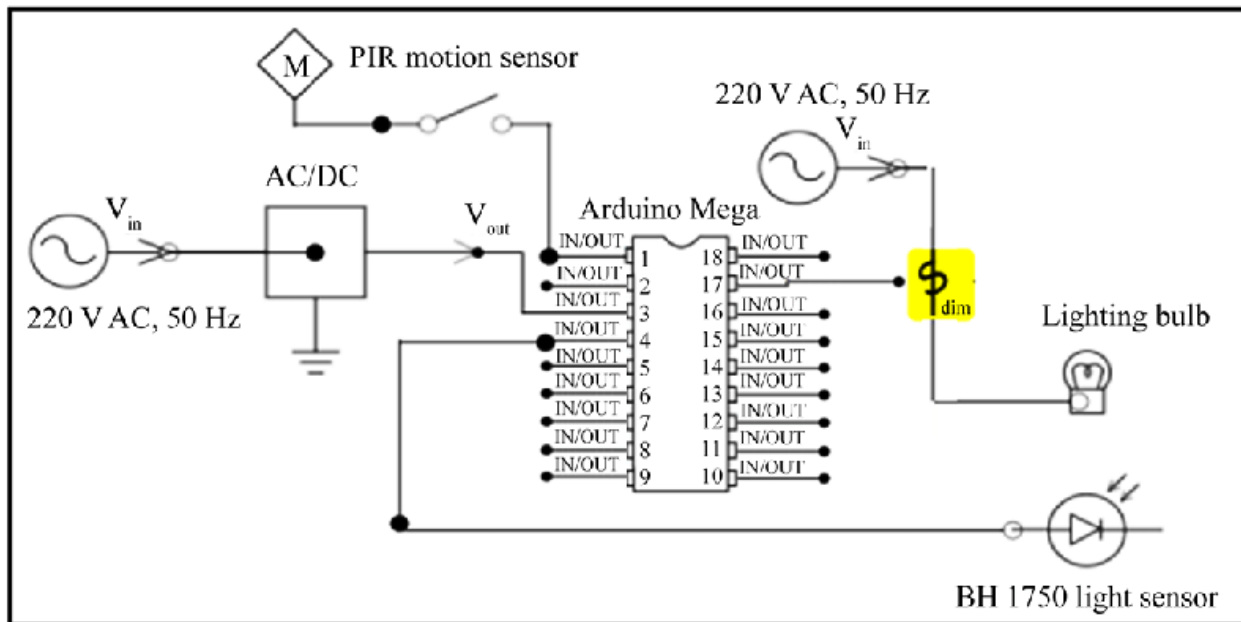 M
PIR motion sensor
220 V AC, 50 Hz
V in
AC/DC
V in
V out
Arduino Mega
220 V AC, 50 Hz
IN/OUT 1 18 IN/OUT
IN/OUT 2 17 IN/OUT
IN/OUT 3 16 IN/OUT
IN/OUT 4 15 IN/OUT
IN/OUT 5 14 IN/OUT
IN/OUT 6 13 IN/OUT
IN/OUT 7 12 IN/OUT
IN/OUT 8 11 IN/OUT
IN/OUT 9 10 IN/OUT
$ dim
Lighting bulb
BH 1750 light sensor